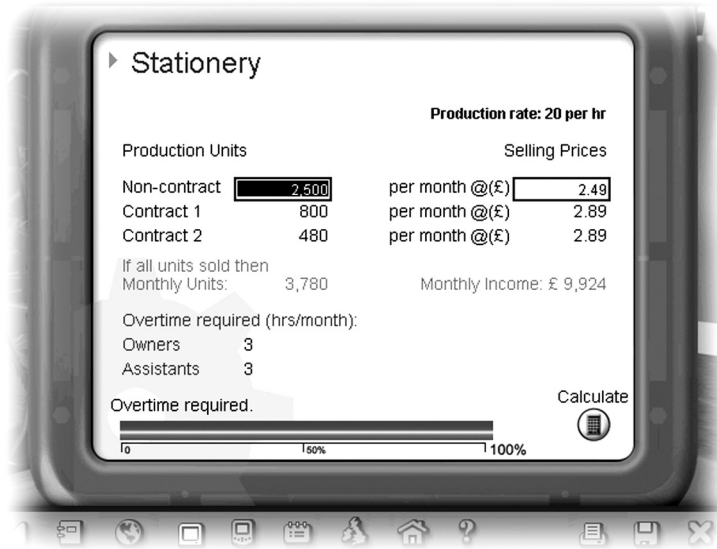 Stationery
Production rate: 20 per hr
Production Units Selling Prices
Non-contract 2,500 per month @(£) 2.49
Contract 1 800 per month @(£) 2.89
Contract 2 480 per month @(£) 2.89
If all units sold then
Monthly Units: 3,780 Monthly Income: £ 9,924
Overtime required (hrs/month):
Owners 3
Assistants 3
Calculate
Overtime required.
0 50% 100%
?